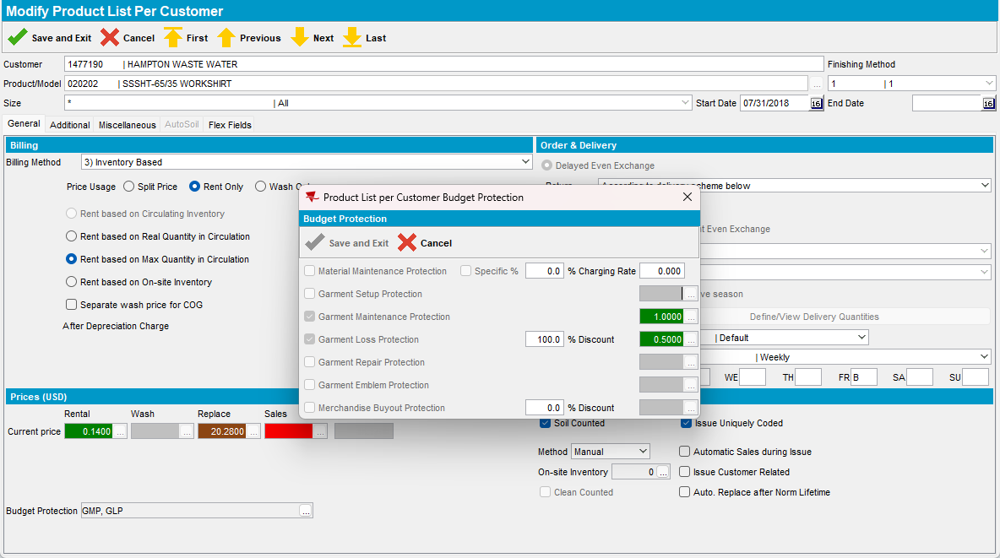 Modify Product List Per Customer
Save and Exit Cancel First Previous Next Last
Customer 1477190 | HAMPTON WASTE WATER Finishing Method
Product/Model 020202 | SSSHT-65/35 WORKSHIRT ... 1 | 1
Size * | All Start Date 07/31/2018 16 End Date 16
General Additional Miscellaneous AutoSoil Flex Fields
Billing
Billing Method 3) Inventory Based
Price Usage Split Price Rent Only Wash
Rent based on Circulating Inventory
Rent based on Real Quantity in Circulation
Rent based on Max Quantity in Circulation
Rent based on On-site Inventory
Separate wash price for COG
After Depreciation Charge
Order & Delivery
Delayed Even Exchange
Return According to delivery scheme below
Even Exchange
season
Define/View Delivery Quantities
| Default
| Weekly
WE TH FR B SA SU
Product List per Customer Budget Protection
Budget Protection
Save and Exit Cancel
Material Maintenance Protection Specific % 0.0 % Charging Rate 0.000
Garment Setup Protection ...
Garment Maintenance Protection 1.0000 ...
Garment Loss Protection 100.0 % Discount 0.5000 ...
Garment Repair Protection ...
Garment Emblem Protection ...
Merchandise Buyout Protection 0.0 % Discount ...
Prices (USD)
Rental Wash Replace Sales
Current price 0.1400 ... ... 20.2800 ... ...
Budget Protection GMP, GLP ...
Soil Counted Issue Uniquely Coded
Method Manual Automatic Sales during Issue
On-site Inventory 0 ... Issue Customer Related
Clean Counted Auto. Replace after Norm Lifetime